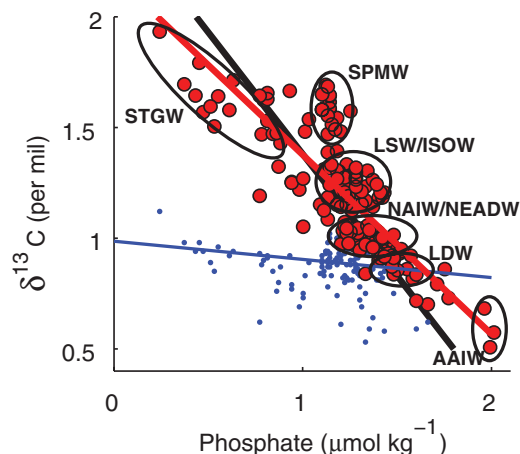 2
SPMW
STGW
1.5
LSW/ISOW
NAIW/NEADW
δ¹³ C (per mil)
1
LDW
0.5
AAIW
0
1
2
Phosphate (μmol kg⁻¹)